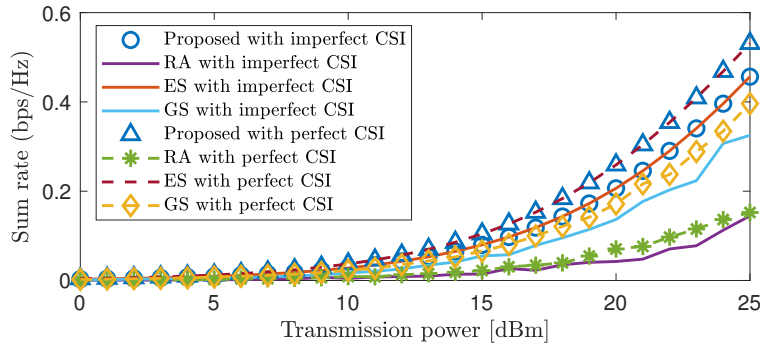 0.6
0.4
0.2
0
Sum rate (bps/Hz)
Proposed with imperfect CSI
RA with imperfect CSI
ES with imperfect CSI
GS with imperfect CSI
Proposed with perfect CSI
RA with perfect CSI
ES with perfect CSI
GS with perfect CSI
0 5 10 15 20 25
Transmission power [dBm]